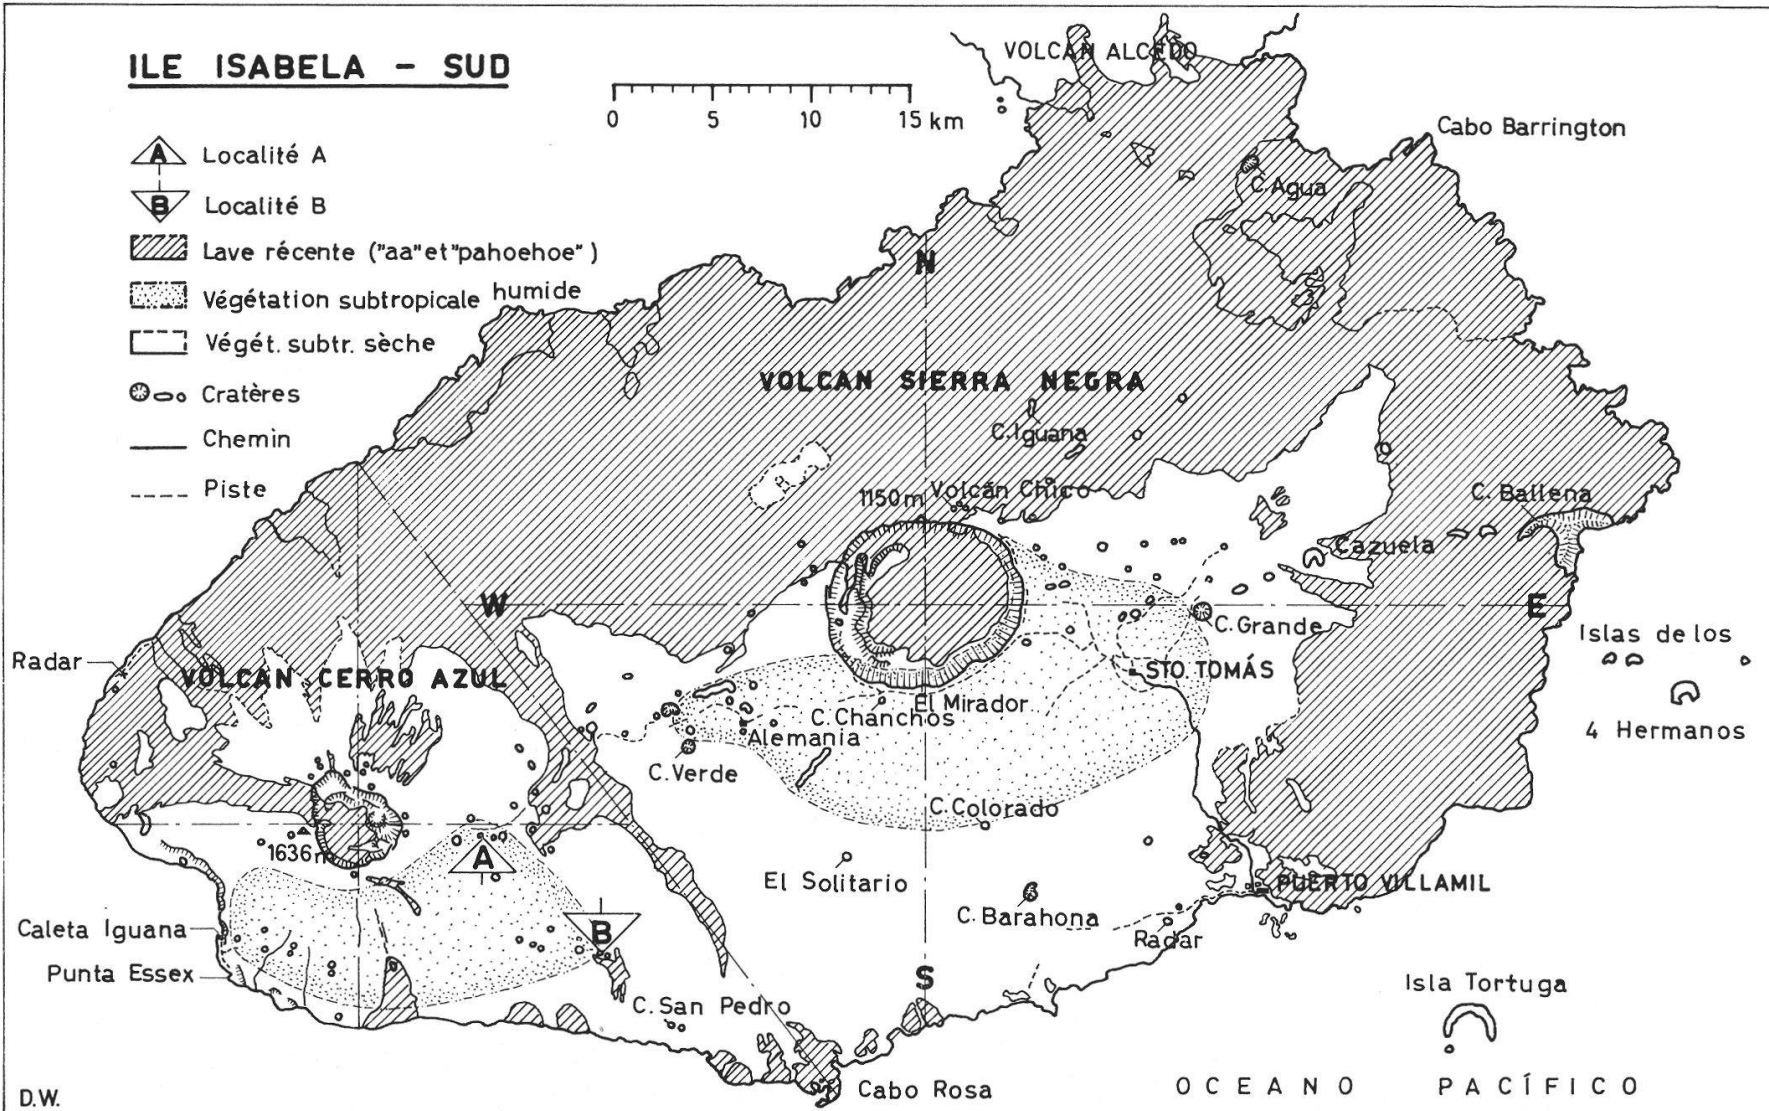 ILE ISABELA - SUD
0 5 10 15 km
A Localité A
B Localité B
Lave récente ("aa" et "pahoehoe")
Végétation subtropicale humide
Végét. subtr. sèche
Cratères
Chemin
Piste
VOLCAN ALCEDO
Cabo Barrington
C. Agua
N
VOLCAN SIERRA NEGRA
C. Iguana
1150 m Volcán Chico
C. Ballena
Cazuela
W
E
C. Grande
Islas de los
4 Hermanos
Radar
VOLCAN CERRO AZUL
STO TOMÁS
El Mirador
C. Chanchos
Alemania
C. Verde
C. Colorado
1636 m
A
El Solitario
PUERTO VILLAMIL
C. Barahona
Caleta Iguana
B
Radar
Punta Essex
S
Isla Tortuga
C. San Pedro
Cabo Rosa
OCEANO PACÍFICO
D.W.